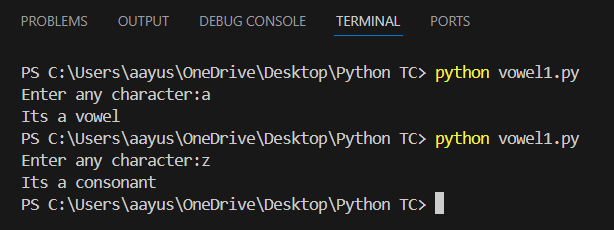 PROBLEMS OUTPUT DEBUG CONSOLE TERMINAL PORTS
PS C:\Users\aayus\OneDrive\Desktop\Python TC> python vowel1.py
Enter any character:a
Its a vowel
PS C:\Users\aayus\OneDrive\Desktop\Python TC> python vowel1.py
Enter any character:z
Its a consonant
PS C:\Users\aayus\OneDrive\Desktop\Python TC>